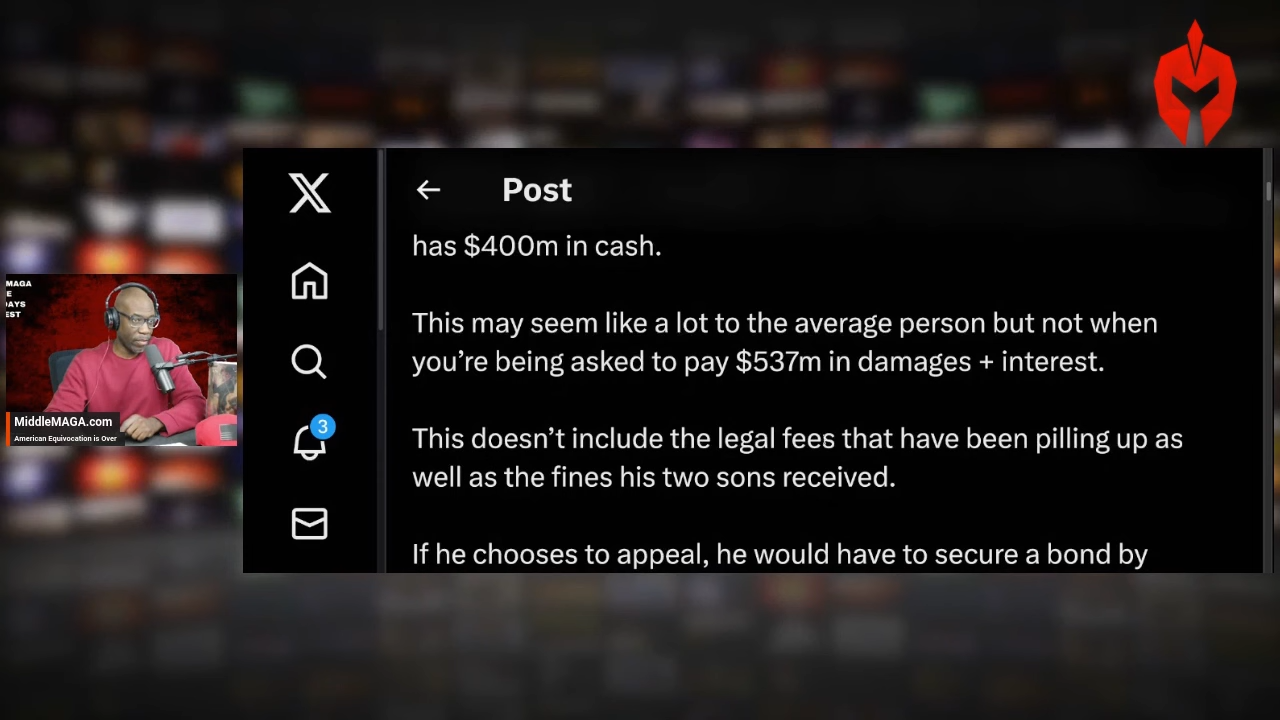 Post
has $400m in cash.
This may seem like a lot to the average person but not when
you’re being asked to pay $537m in damages + interest.
This doesn’t include the legal fees that have been pilling up as
well as the fines his two sons received.
If he chooses to appeal, he would have to secure a bond by
3
MAGA
E
DAYS
EST
MiddleMAGA.com
American Equivocation is Over